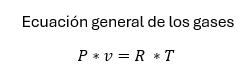 Ecuación general de los gases
P * v = R * T